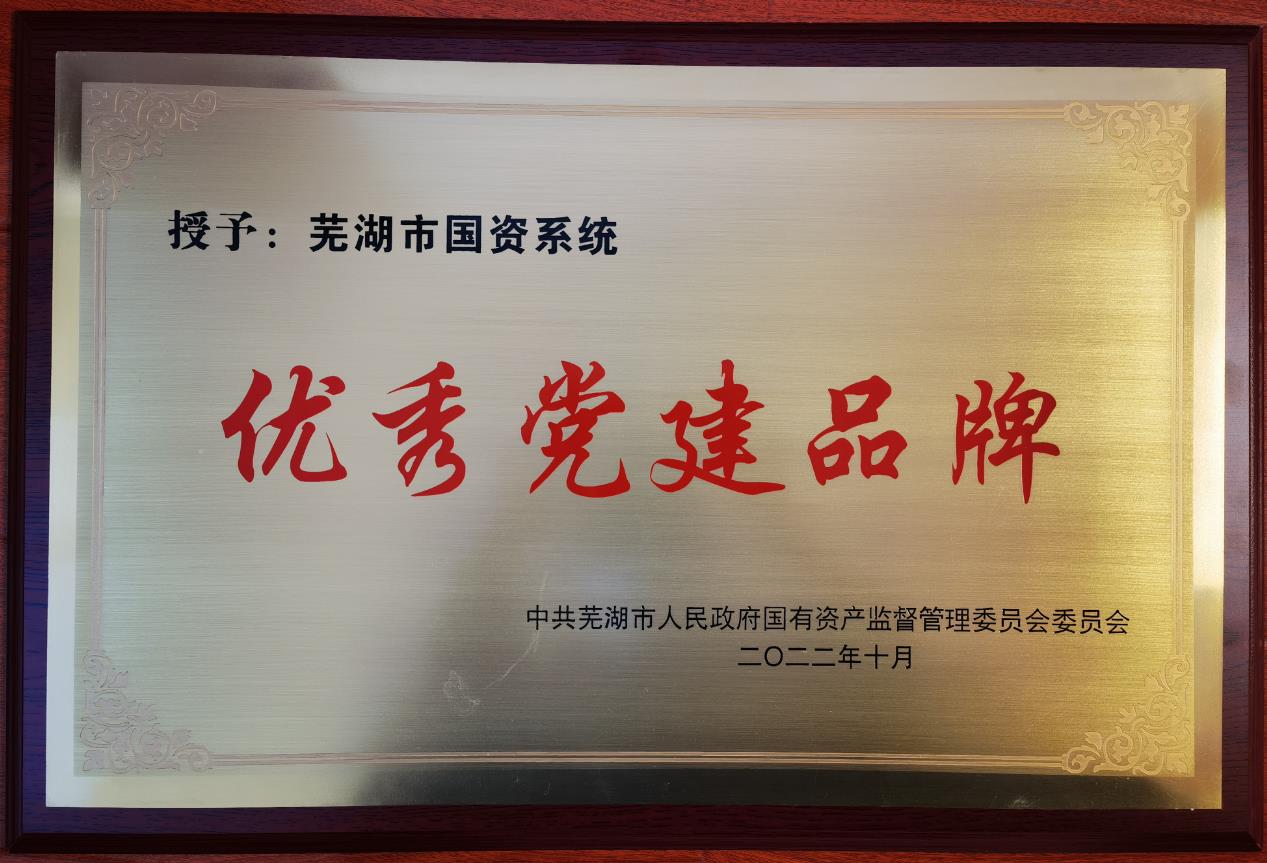 授予：芜湖市国资系统
优秀党建品牌
中共芜湖市人民政府国有资产监督管理委员会委员会
二〇二二年十月